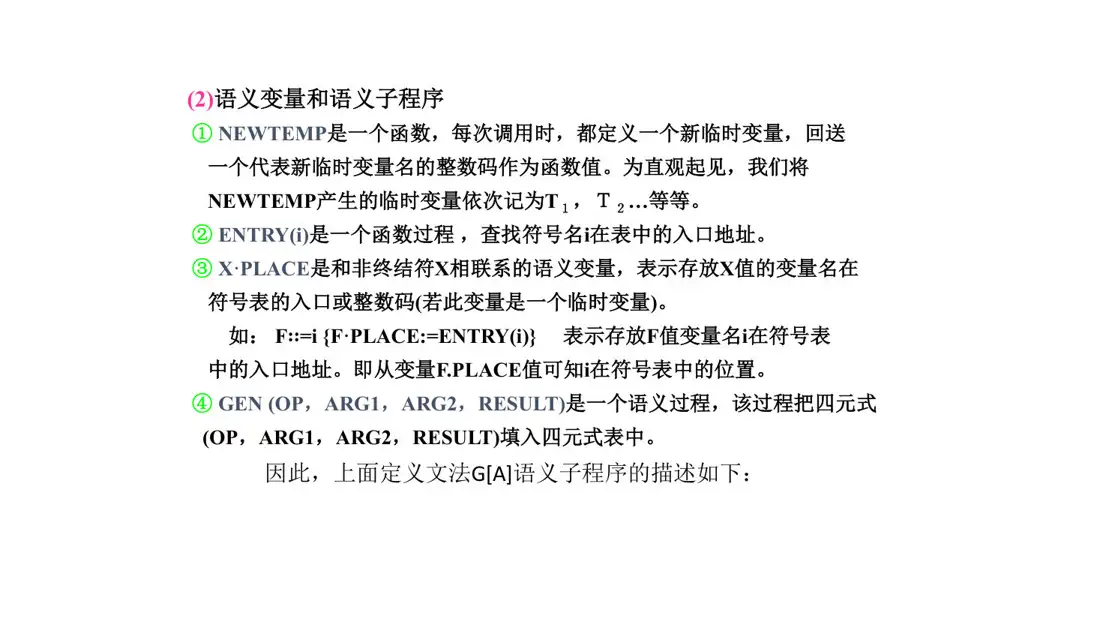 (2)语义变量和语义子程序
① NEWTEMP是一个函数，每次调用时，都定义一个新临时变量，回送
一个代表新临时变量名的整数码作为函数值。为直观起见，我们将
NEWTEMP产生的临时变量依次记为T₁，Ｔ₂…等等。
② ENTRY(i)是一个函数过程 ，查找符号名i在表中的入口地址。
③ X·PLACE是和非终结符X相联系的语义变量，表示存放X值的变量名在
符号表的入口或整数码(若此变量是一个临时变量)。
如： F∷=i {F·PLACE:=ENTRY(i)} 表示存放F值变量名i在符号表
中的入口地址。即从变量F.PLACE值可知i在符号表中的位置。
④ GEN (OP，ARG1，ARG2，RESULT)是一个语义过程，该过程把四元式
(OP，ARG1，ARG2，RESULT)填入四元式表中。
因此，上面定义文法G[A]语义子程序的描述如下：